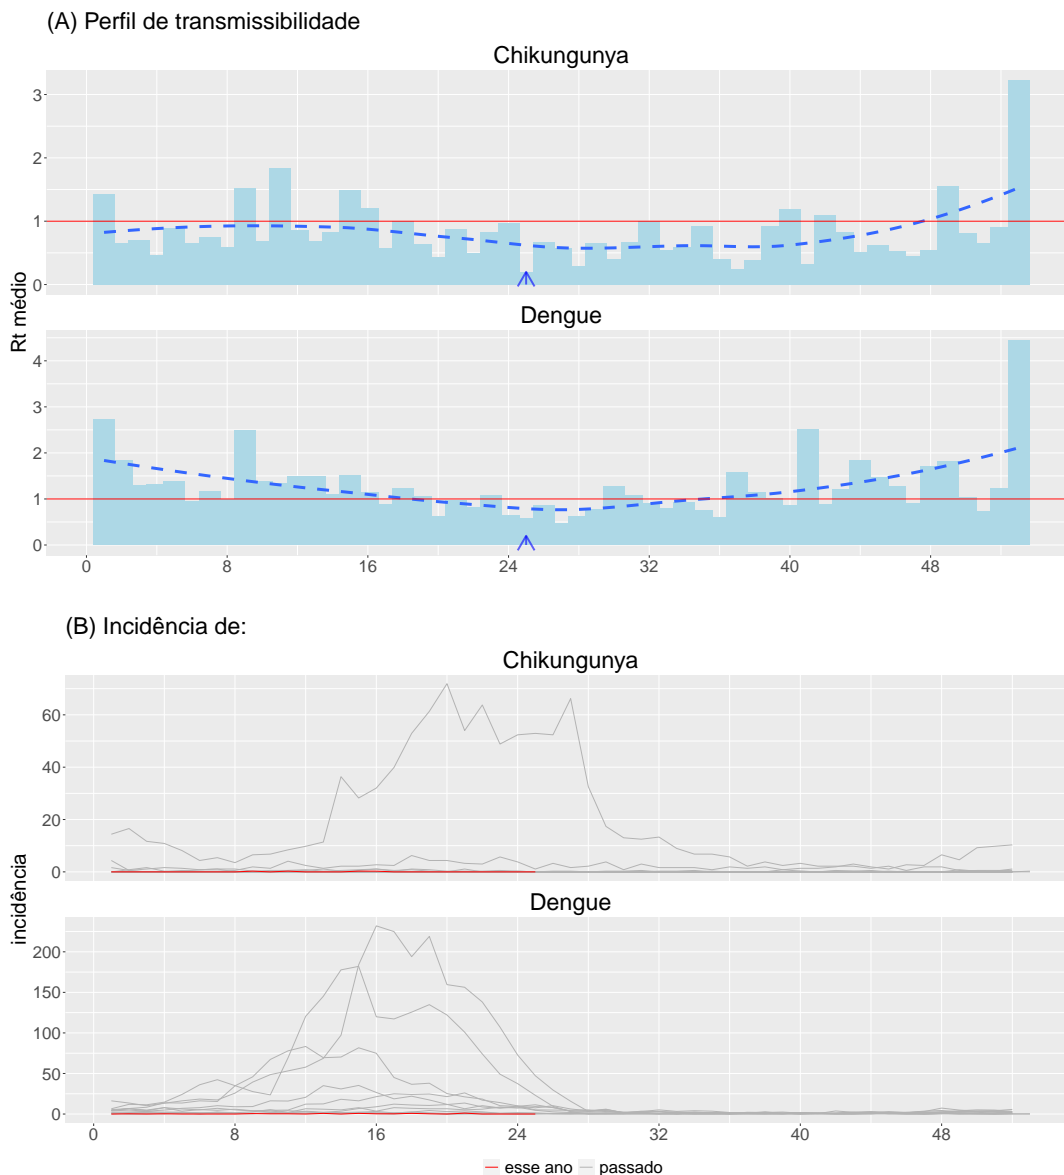 (A) Perfil de transmissibilidade
Chikungunya
3
2
1
0
Rt médio
Dengue
4
3
2
1
0
0 8 16 24 32 40 48
(B) Incidência de:
Chikungunya
60
40
20
0
incidência
Dengue
200
150
100
50
0
0 8 16 24 32 40 48
esse ano passado